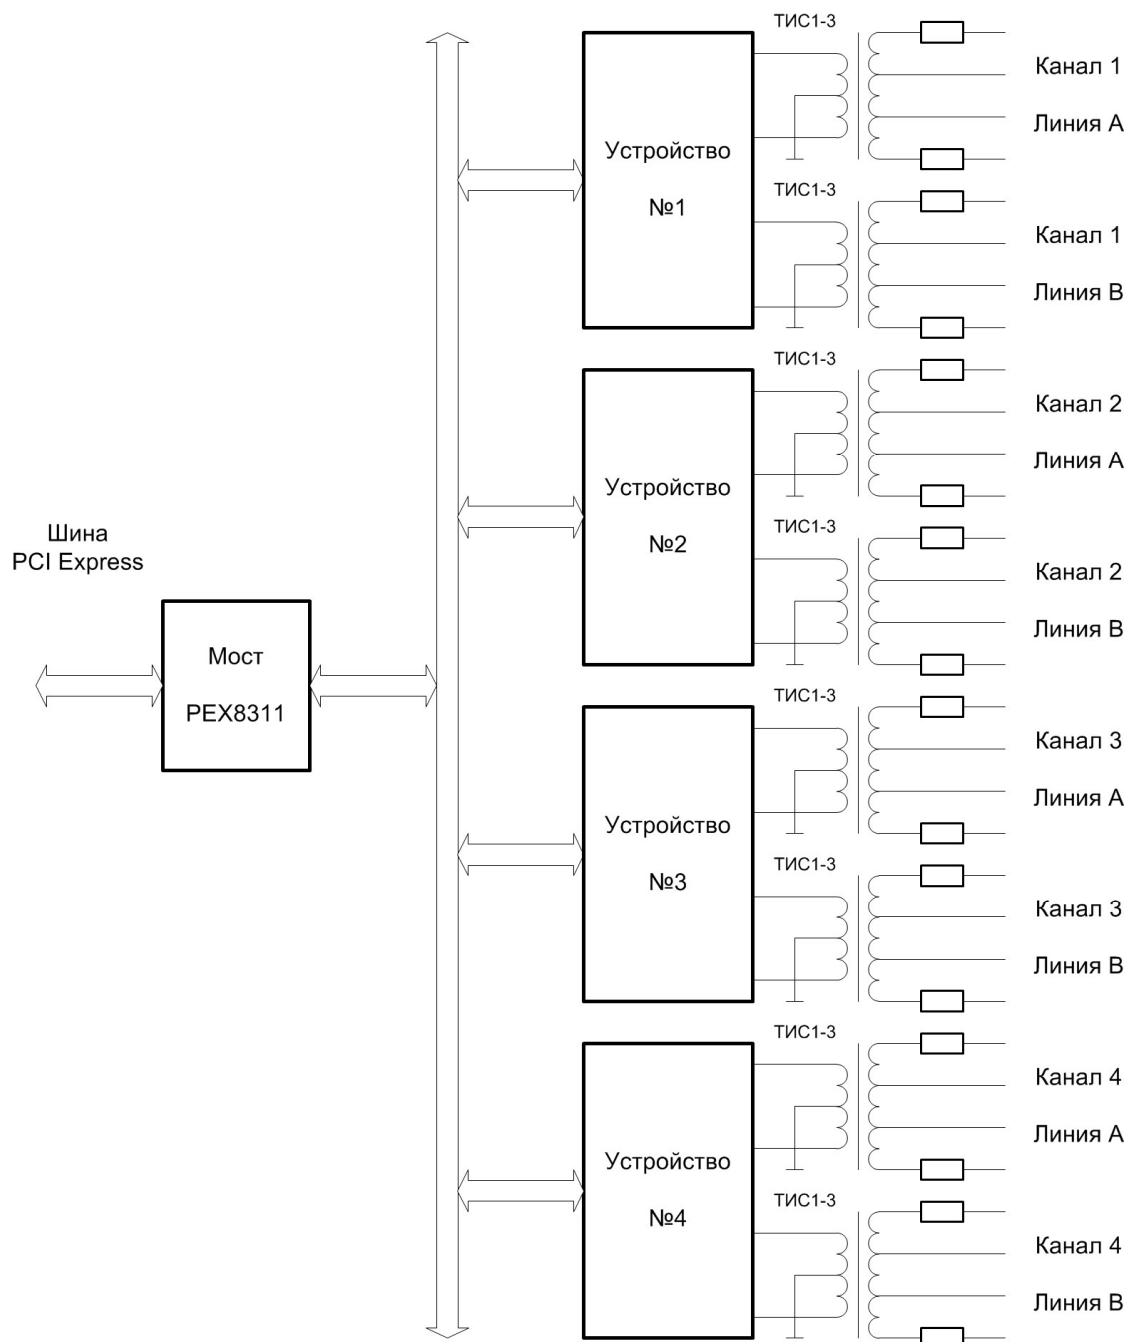 Шина
PCI Express
Мост
PEX8311
Устройство
№1
ТИС1-3
Канал 1
Линия А
ТИС1-3
Канал 1
Линия В
Устройство
№2
ТИС1-3
Канал 2
Линия А
ТИС1-3
Канал 2
Линия В
Устройство
№3
ТИС1-3
Канал 3
Линия А
ТИС1-3
Канал 3
Линия В
Устройство
№4
ТИС1-3
Канал 4
Линия А
ТИС1-3
Канал 4
Линия В